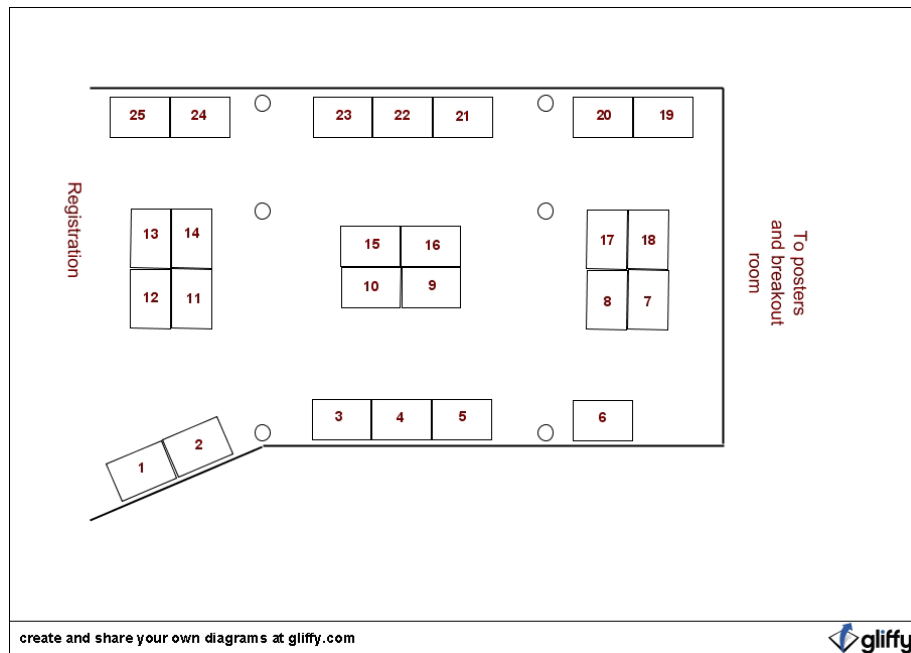 25 24 23 22 21 20 19
Registration
13 14 15 16 17 18
12 11 10 9 8 7
To posters
and breakout
room
1 2 3 4 5 6
create and share your own diagrams at gliffy.com
gliffy